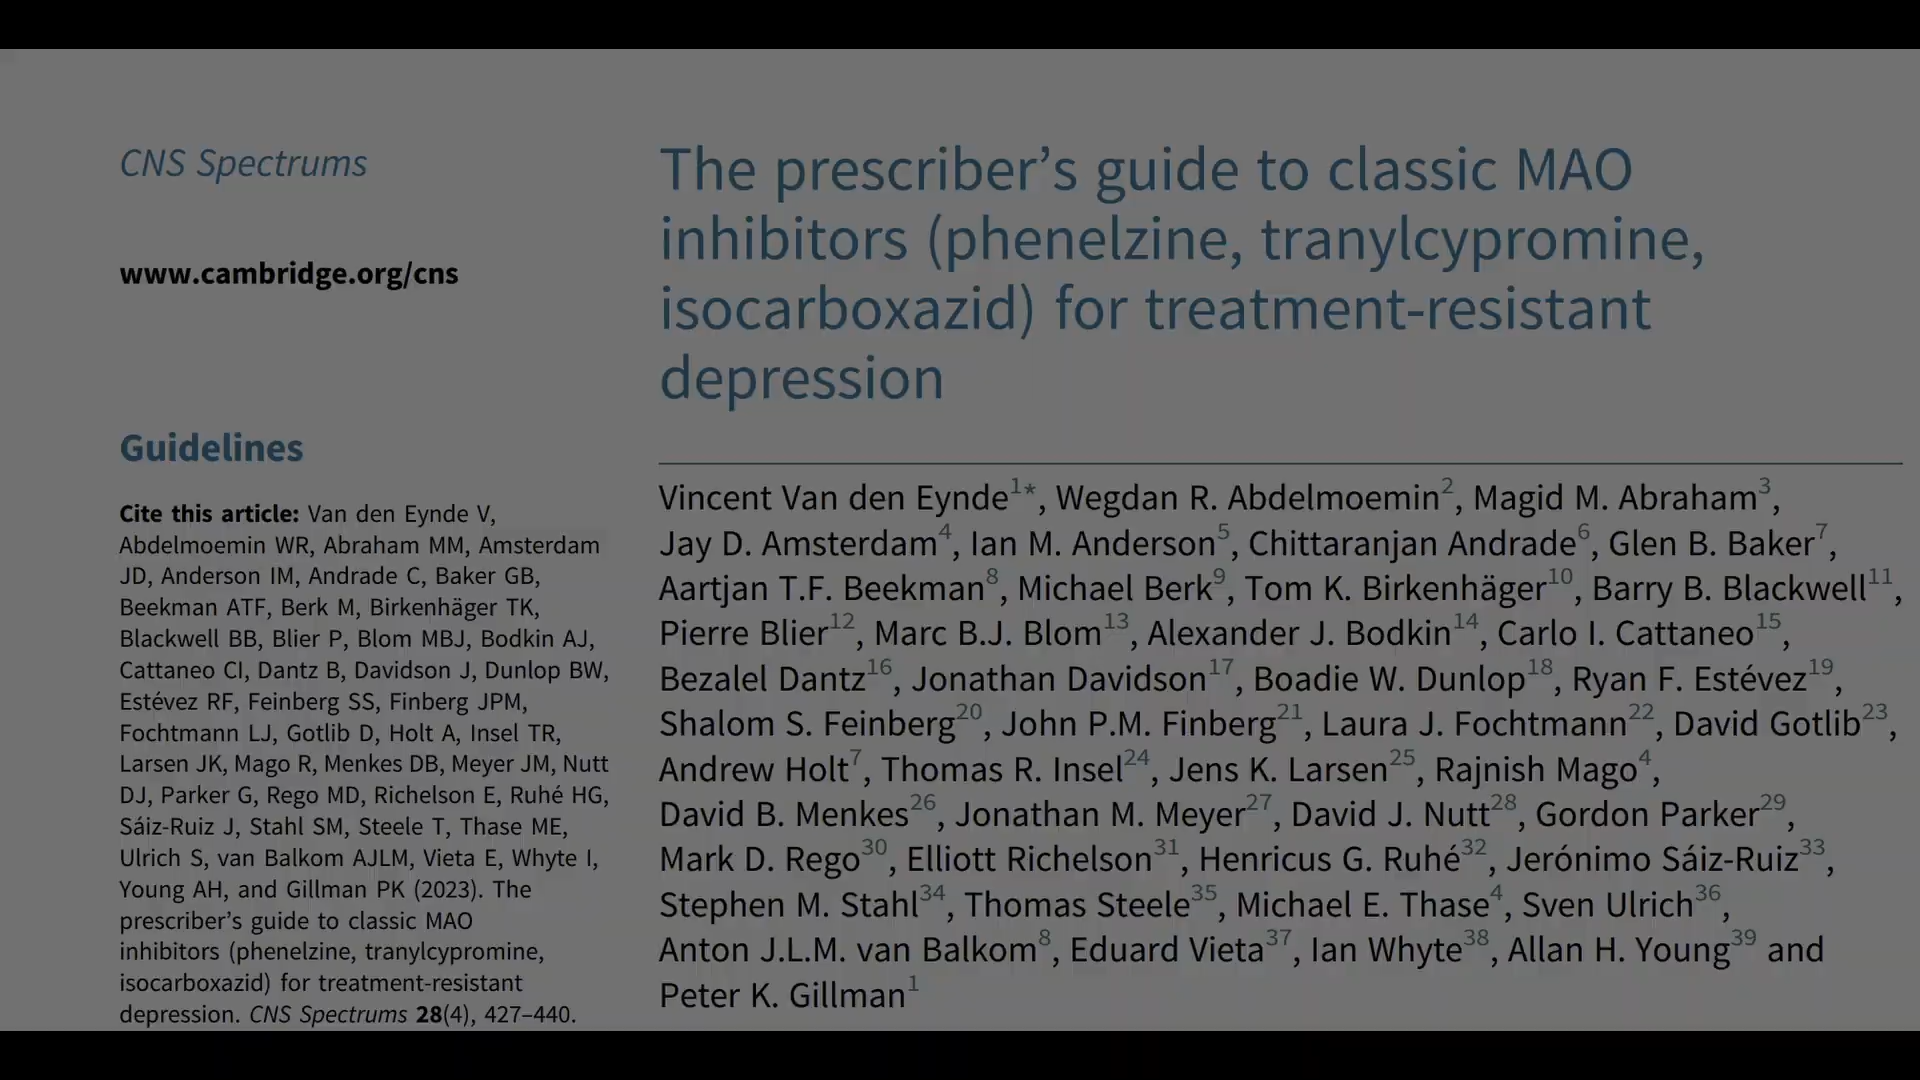 CNS Spectrums
www.cambridge.org/cns
Guidelines
Cite this article: Van den Eynde V,
Abdelmoemin WR, Abraham MM, Amsterdam
JD, Anderson IM, Andrade C, Baker GB,
Beekman ATF, Berk M, Birkenhäger TK,
Blackwell BB, Blier P, Blom MBJ, Bodkin AJ,
Cattaneo CI, Dantz B, Davidson J, Dunlop BW,
Estévez RF, Feinberg SS, Finberg JPM,
Fochtmann LJ, Gotlib D, Holt A, Insel TR,
Larsen JK, Mago R, Menkes DB, Meyer JM, Nutt
DJ, Parker G, Rego MD, Richelson E, Ruhé HG,
Sáiz-Ruiz J, Stahl SM, Steele T, Thase ME,
Ulrich S, van Balkom AJLM, Vieta E, Whyte I,
Young AH, and Gillman PK (2023). The
prescriber’s guide to classic MAO
inhibitors (phenelzine, tranylcypromine,
isocarboxazid) for treatment-resistant
depression. CNS Spectrums 28(4), 427–440.
The prescriber’s guide to classic MAO
inhibitors (phenelzine, tranylcypromine,
isocarboxazid) for treatment-resistant
depression
Vincent Van den Eynde1*, Wegdan R. Abdelmoemin2, Magid M. Abraham3,
Jay D. Amsterdam4, Ian M. Anderson5, Chittaranjan Andrade6, Glen B. Baker7,
Aartjan T.F. Beekman8, Michael Berk9, Tom K. Birkenhäger10, Barry B. Blackwell11,
Pierre Blier12, Marc B.J. Blom13, Alexander J. Bodkin14, Carlo I. Cattaneo15,
Bezalel Dantz16, Jonathan Davidson17, Boadie W. Dunlop18, Ryan F. Estévez19,
Shalom S. Feinberg20, John P.M. Finberg21, Laura J. Fochtmann22, David Gotlib23,
Andrew Holt7, Thomas R. Insel24, Jens K. Larsen25, Rajnish Mago4,
David B. Menkes26, Jonathan M. Meyer27, David J. Nutt28, Gordon Parker29,
Mark D. Rego30, Elliott Richelson31, Henricus G. Ruhé32, Jerónimo Sáiz-Ruiz33,
Stephen M. Stahl34, Thomas Steele35, Michael E. Thase4, Sven Ulrich36,
Anton J.L.M. van Balkom8, Eduard Vieta37, Ian Whyte38, Allan H. Young39 and
Peter K. Gillman1